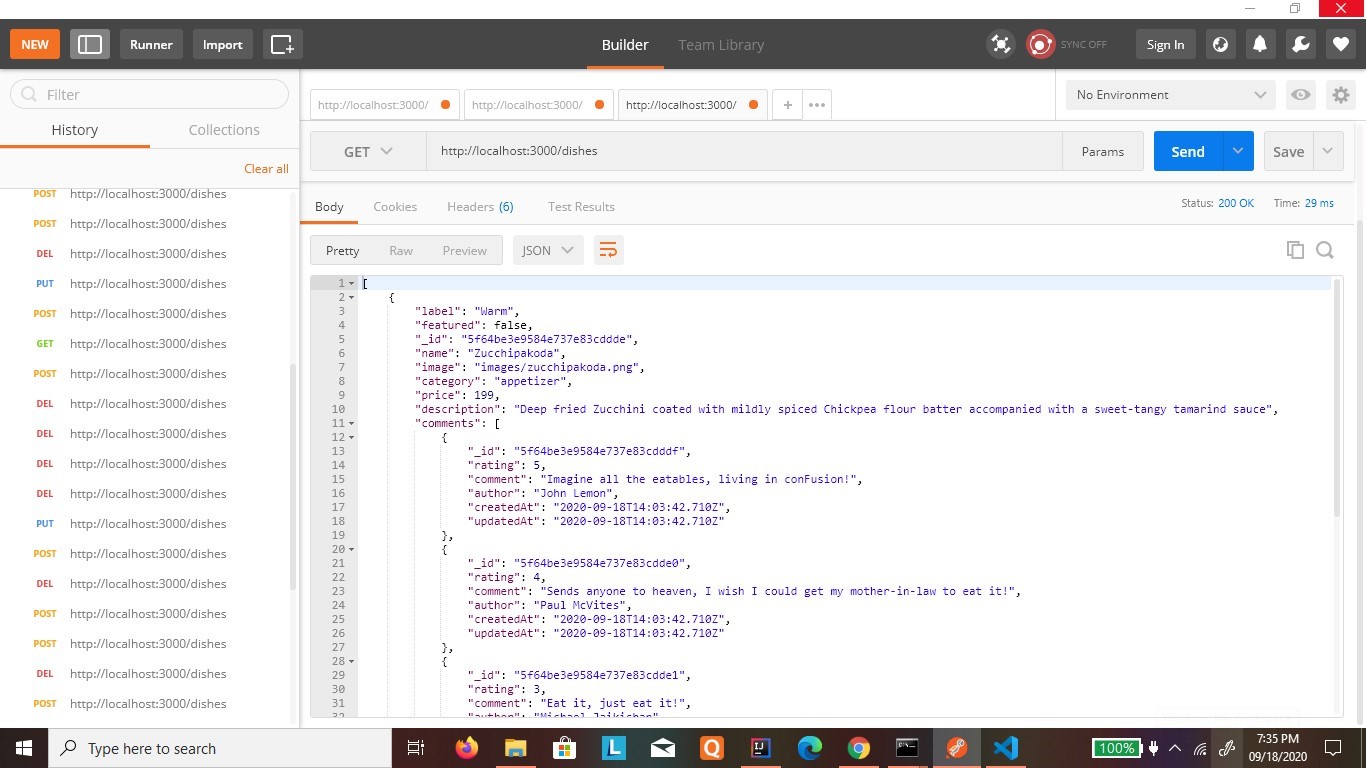 NEW
Runner
Import
Builder
Team Library
SYNC OFF
Sign In
Filter
History
Collections
Clear all
POST http://localhost:3000/dishes
POST http://localhost:3000/dishes
DEL http://localhost:3000/dishes
PUT http://localhost:3000/dishes
POST http://localhost:3000/dishes
GET http://localhost:3000/dishes
POST http://localhost:3000/dishes
DEL http://localhost:3000/dishes
DEL http://localhost:3000/dishes
DEL http://localhost:3000/dishes
DEL http://localhost:3000/dishes
PUT http://localhost:3000/dishes
POST http://localhost:3000/dishes
DEL http://localhost:3000/dishes
POST http://localhost:3000/dishes
POST http://localhost:3000/dishes
DEL http://localhost:3000/dishes
POST http://localhost:3000/dishes
http://localhost:3000/
http://localhost:3000/
http://localhost:3000/
No Environment
GET
http://localhost:3000/dishes
Params
Send
Save
Body
Cookies
Headers (6)
Test Results
Status: 200 OK
Time: 29 ms
Pretty
Raw
Preview
JSON
1 [
2 {
3 "label": "Warm",
4 "featured": false,
5 "_id": "5f64be3e9584e737e83cddde",
6 "name": "Zucchipakoda",
7 "image": "images/zucchipakoda.png",
8 "category": "appetizer",
9 "price": 199,
10 "description": "Deep fried Zucchini coated with mildly spiced Chickpea flour batter accompanied with a sweet-tangy tamarind sauce",
11 "comments": [
12 {
13 "_id": "5f64be3e9584e737e83cdddf",
14 "rating": 5,
15 "comment": "Imagine all the eatables, living in conFusion!",
16 "author": "John Lemon",
17 "createdAt": "2020-09-18T14:03:42.710Z",
18 "updatedAt": "2020-09-18T14:03:42.710Z"
19 },
20 {
21 "_id": "5f64be3e9584e737e83cdde0",
22 "rating": 4,
23 "comment": "Sends anyone to heaven, I wish I could get my mother-in-law to eat it!",
24 "author": "Paul McVites",
25 "createdAt": "2020-09-18T14:03:42.710Z",
26 "updatedAt": "2020-09-18T14:03:42.710Z"
27 },
28 {
29 "_id": "5f64be3e9584e737e83cdde1",
30 "rating": 3,
31 "comment": "Eat it, just eat it!",
32 "author": "Michael Jaikishan"
Type here to search
100%
7:35 PM
09/18/2020